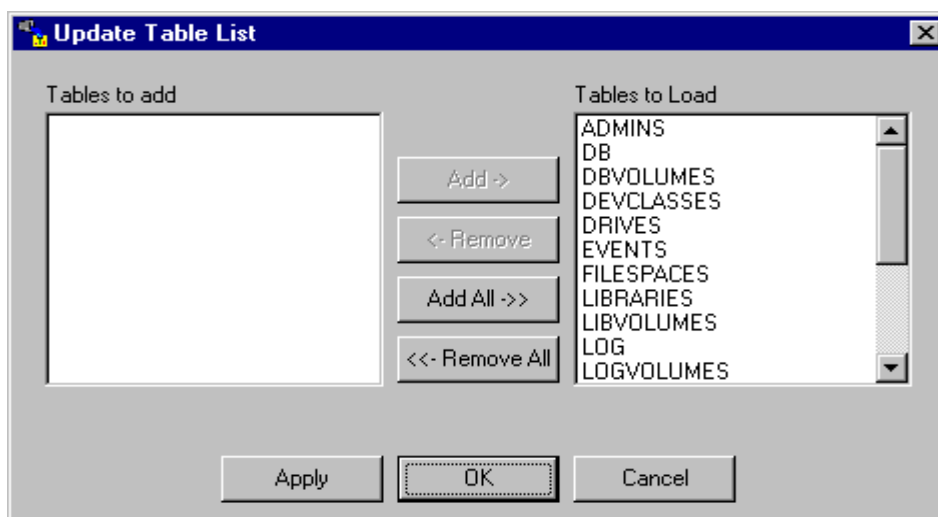 Update Table List
Tables to add
Tables to Load
ADMINS
DB
DBVOLUMES
DEVCLASSES
DRIVES
EVENTS
FILESPACES
LIBRARIES
LIBVOLUMES
LOG
LOGVOLUMES
Add ->
<- Remove
Add All ->>
<<- Remove All
Apply
OK
Cancel